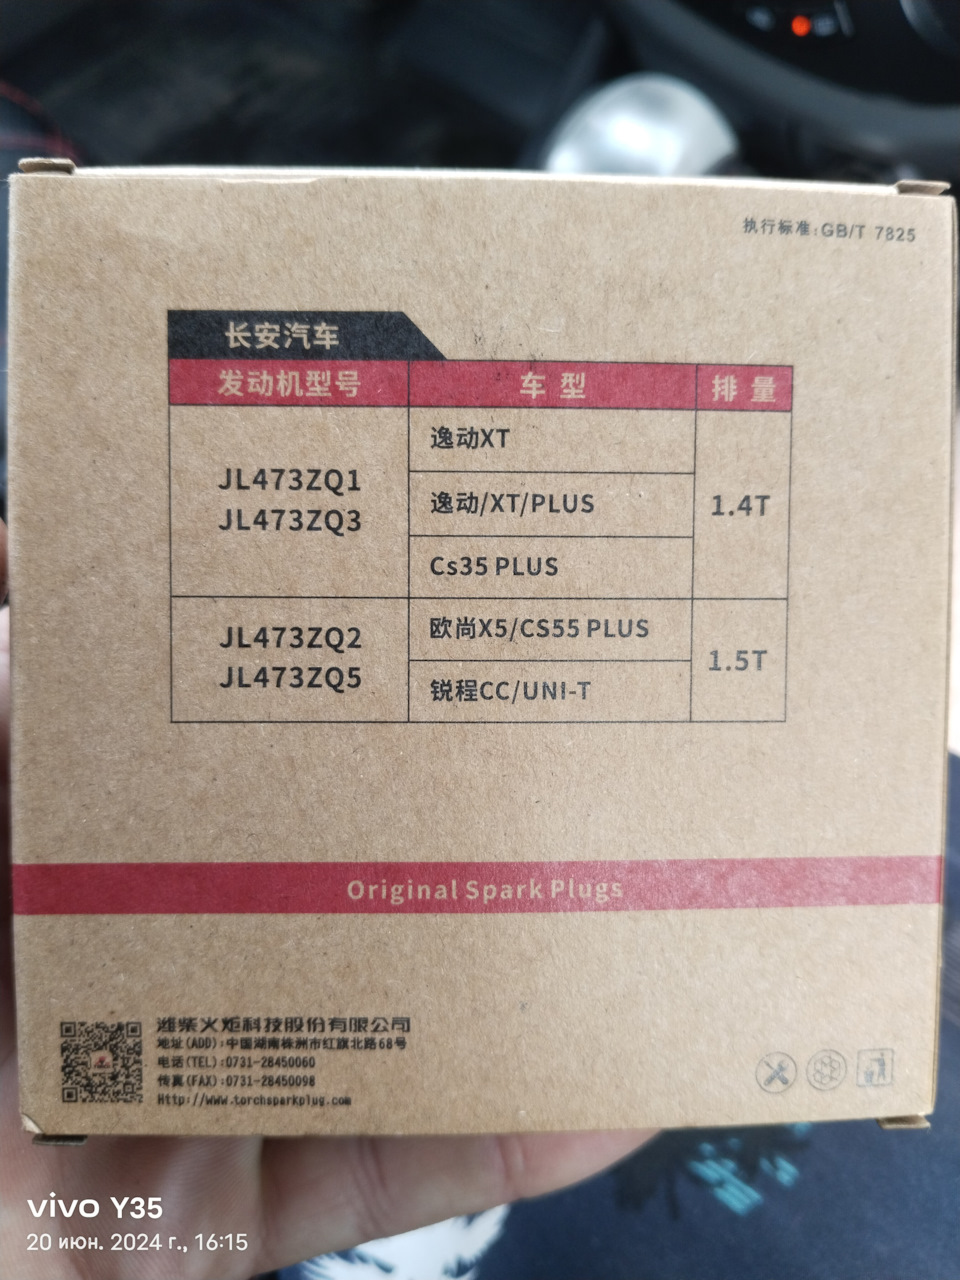 执行标准:GB/T 7825
长安汽车
发动机型号 车型 排量
JL473ZQ1
JL473ZQ3
逸动XT
逸动/XT/PLUS
Cs35 PLUS
1.4T
JL473ZQ2
JL473ZQ5
欧尚X5/CS55 PLUS
锐程CC/UNI-T
1.5T
Original Spark Plugs
潍柴火炬科技股份有限公司
地址(ADD):中国湖南株洲市红旗北路68号
电话(TEL):0731-28450060
传真(FAX):0731-28450098
Http://www.torchsparkplug.com
vivo Y35
20 июн. 2024 г., 16:15